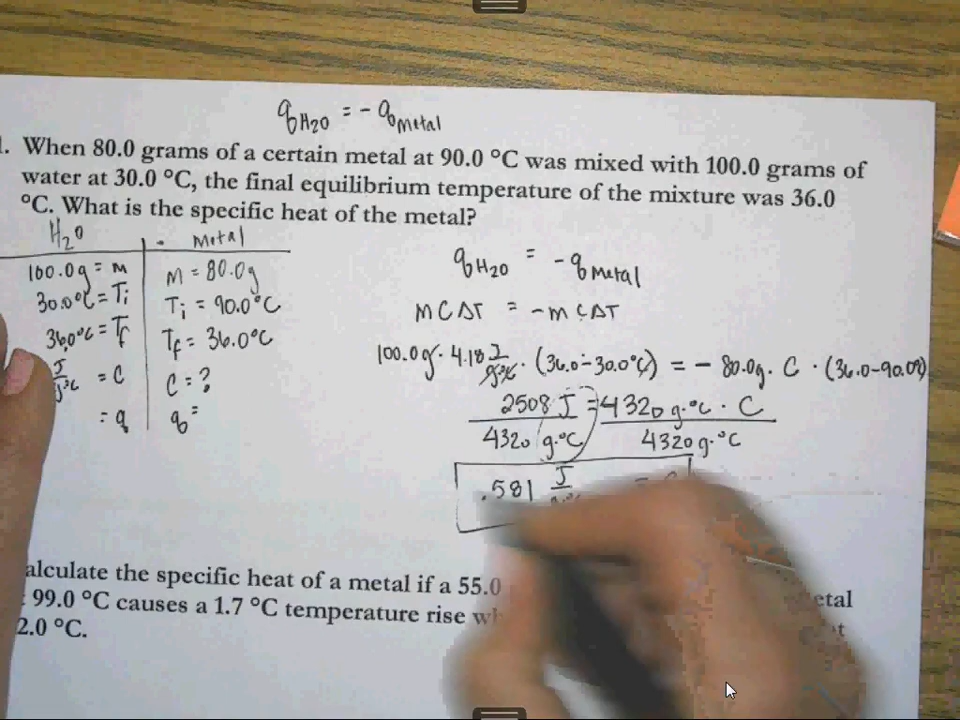 qH₂O = - qMetal
. When 80.0 grams of a certain metal at 90.0 °C was mixed with 100.0 grams of
water at 30.0 °C, the final equilibrium temperature of the mixture was 36.0
°C. What is the specific heat of the metal?
H₂O Metal
100.0g = m M = 80.0g
30.0°C = Ti Ti = 90.0°C
36.0°C = Tf Tf = 36.0°C
J/g°C = C C = ?
= q q =
qH₂O = - qMetal
MCΔT = -MCΔT
100.0g · 4.18 J/g·°C · (36.0-30.0°C) = - 80.0g · C · (36.0-90.0°C)
2508 J = 4320 g·°C · C
4320 g·°C 4320 g·°C
.581 J
alculate the specific heat of a metal if a 55.0 etal
99.0 °C causes a 1.7 °C temperature rise wh
2.0 °C.